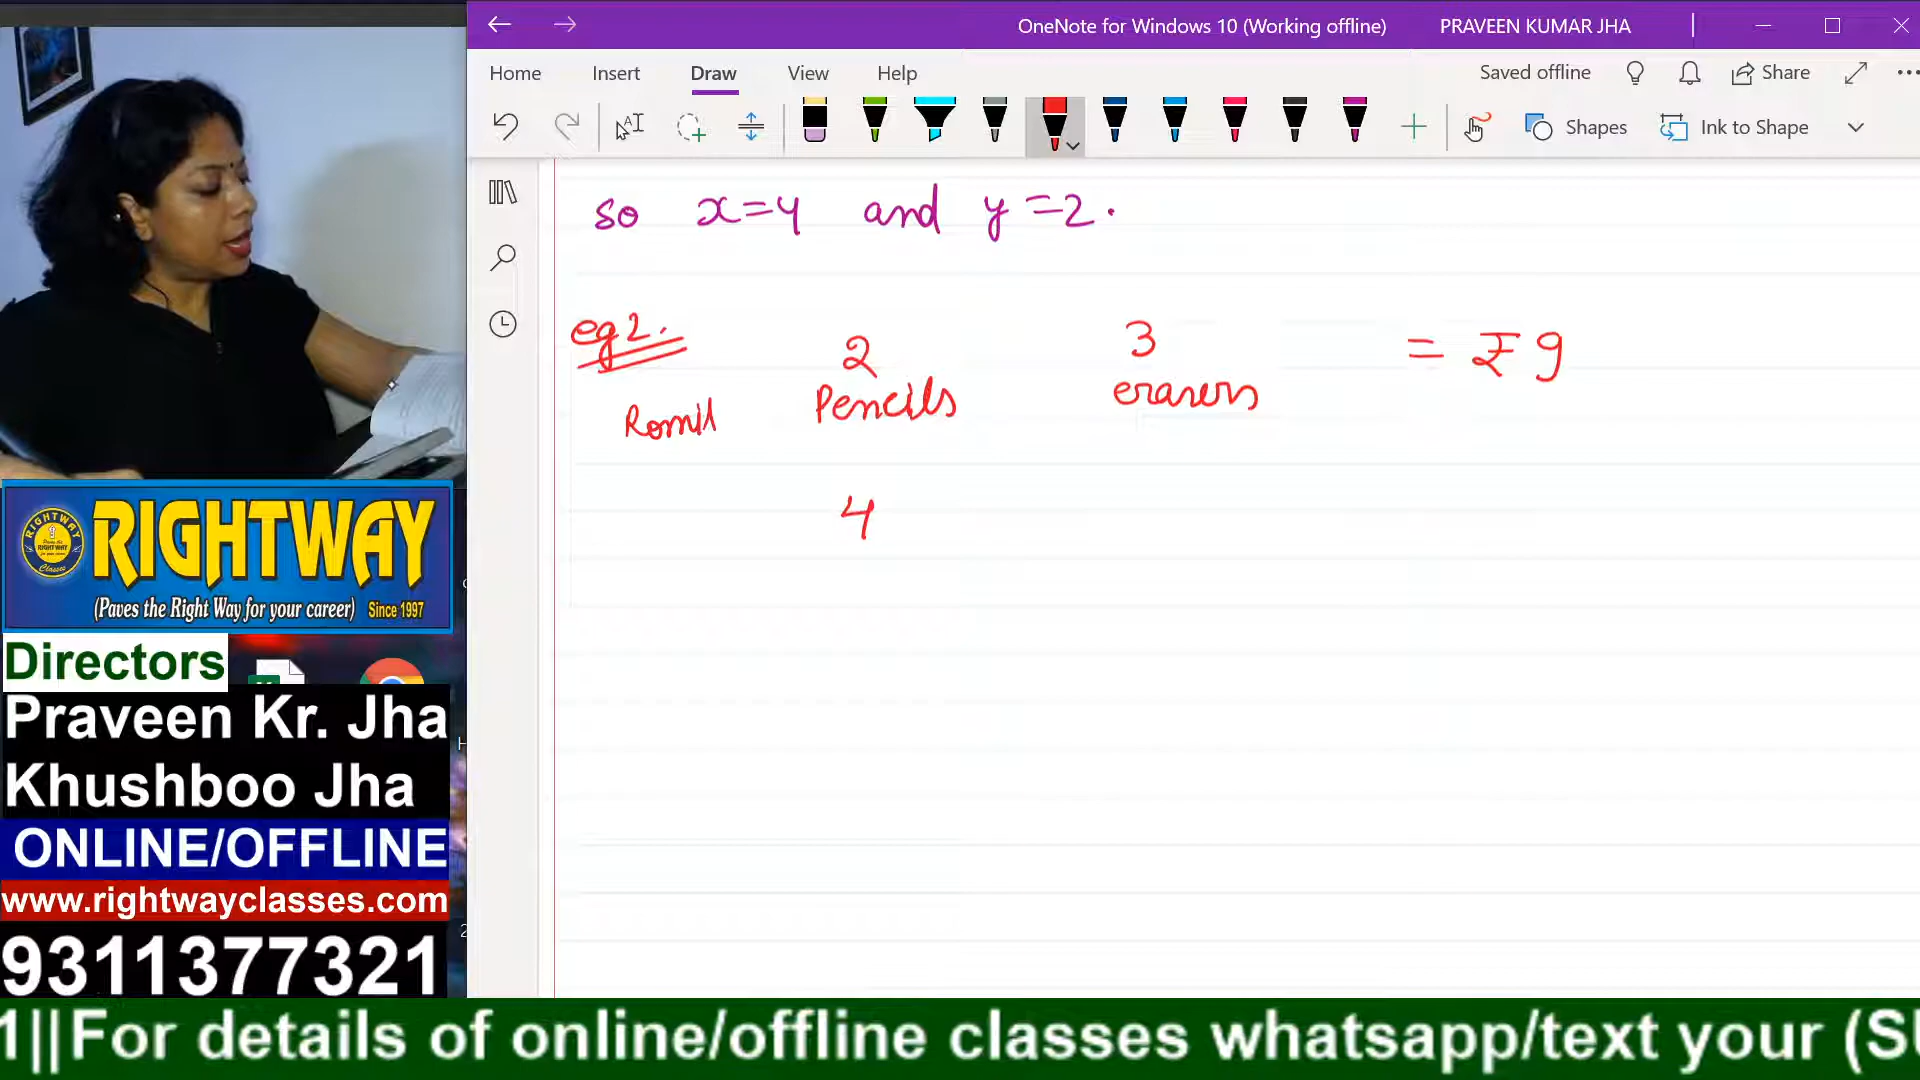 OneNote for Windows 10 (Working offline) PRAVEEN KUMAR JHA
Home Insert Draw View Help Saved offline Share
Shapes Ink to Shape
so x=4 and y=2.
eg2. 2 3 = ₹9
Romil Pencils erasers
4
RIGHTWAY
(Paves the Right Way for your career) Since 1997
Directors
Praveen Kr. Jha
Khushboo Jha
ONLINE/OFFLINE
www.rightwayclasses.com
9311377321
1||For details of online/offline classes whatsapp/text your (SU